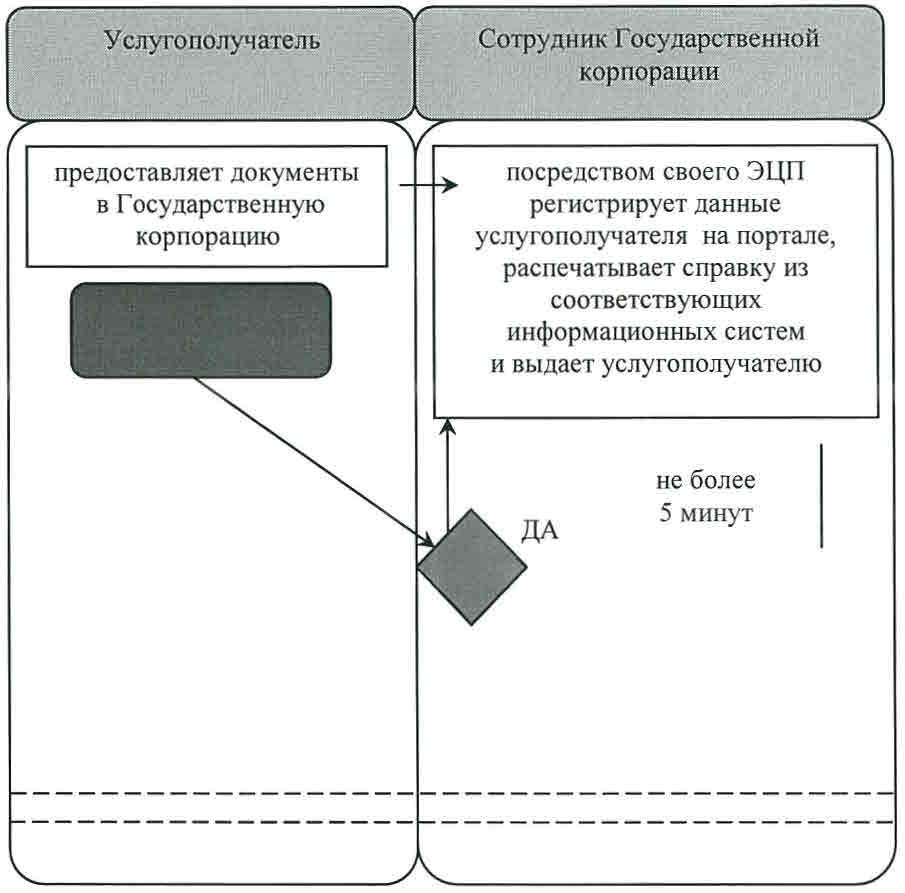 Услугополучатель
Сотрудник Государственной
корпорации
предоставляет документы
в Государственную
корпорацию
посредством своего ЭЦП
регистрирует данные
услугополучателя на портале,
распечатывает справку из
соответствующих
информационных систем
и выдает услугополучателю
не более
5 минут
ДА